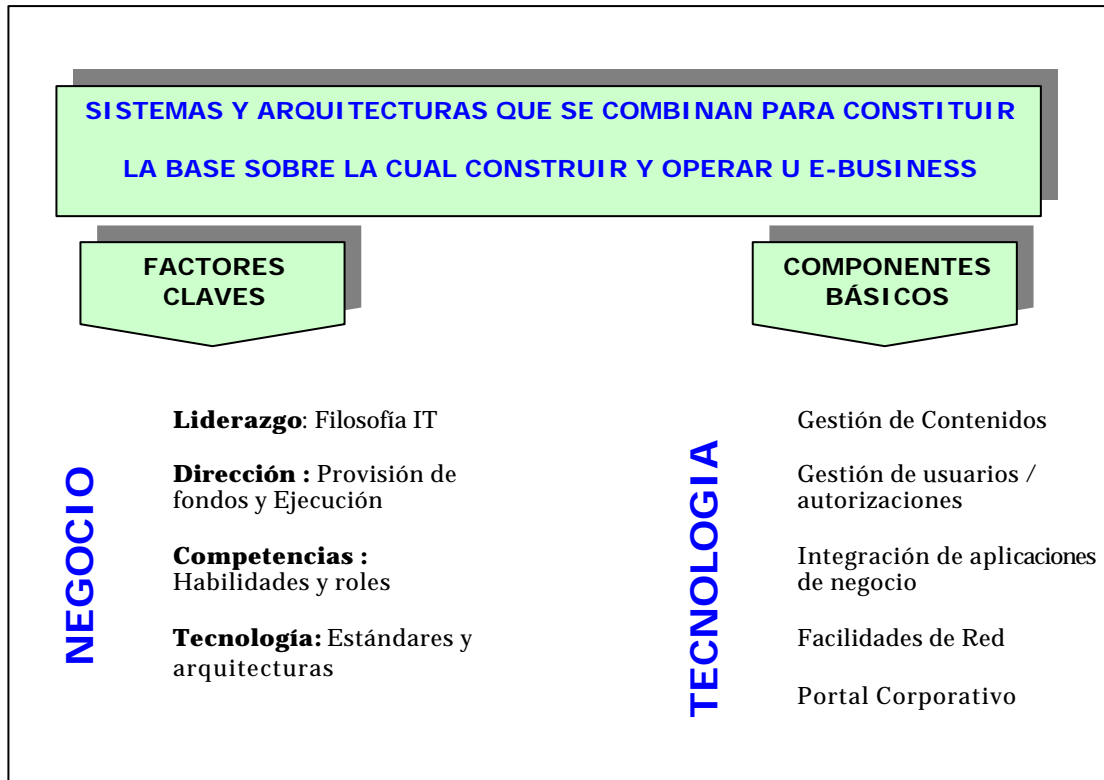 SISTEMAS Y ARQUITECTURAS QUE SE COMBINAN PARA CONSTITUIR
LA BASE SOBRE LA CUAL CONSTRUIR Y OPERAR U E-BUSINESS
FACTORES
CLAVES
NEGOCIO
Liderazgo: Filosofía IT
Dirección : Provisión de
fondos y Ejecución
Competencias :
Habilidades y roles
Tecnología: Estándares y
arquitecturas
COMPONENTES
BÁSICOS
TECNOLOGIA
Gestión de Contenidos
Gestión de usuarios /
autorizaciones
Integración de aplicaciones
de negocio
Facilidades de Red
Portal Corporativo